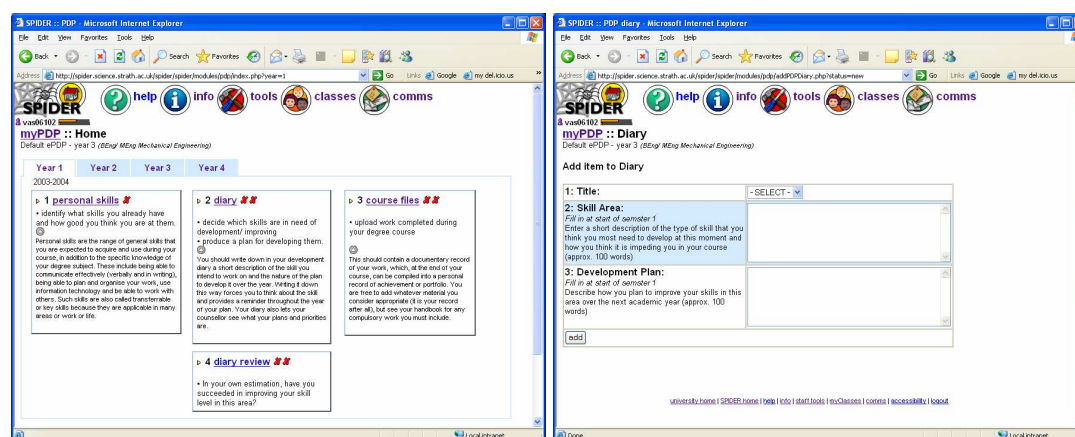 SPIDER :: PDP - Microsoft Internet Explorer
File Edit View Favorites Tools Help
Back Search Favorites
Address http://spider.science.strath.ac.uk/spider/spider/modules/pdp/index.php?year=1 Go Links Google my del.icio.us
SPIDER help info tools classes comms
vas06102
myPDP :: Home
Default ePDP - year 3 (BEng/ MEng Mechanical Engineering)
Year 1 Year 2 Year 3 Year 4
2003-2004
1 personal skills
• identify what skills you already have
and how good you think you are at them.
Personal skills are the range of general skills that
you are expected to acquire and use during your
course, in addition to the specific knowledge of
your degree subject. These include being able to
communicate effectively (verbally and in writing),
being able to plan and organise your work, use
information technology and be able to work with
others. Such skills are also called transferrable
or key skills because they are applicable in many
areas or work or life.
2 diary
• decide which skills are in need of
development/ improving
• produce a plan for developing them.
You should write down in your development
diary a short description of the skill you
intend to work on and the nature of the plan
to develop it over the year. Writing it down
this way forces you to think about the skill
and provides a reminder throughout the year
of your plan. Your diary also lets your
counsellor see what your plans and priorities
are.
3 course files
• upload work completed during
your degree course
This should contain a documentary record
of your work, which, at the end of your
course, can be compiled into a personal
record of achievement or portfolio. You
are free to add whatever material you
consider appropriate (it is your record
after all), but see your handbook for any
compulsory work you must include.
4 diary review
• In your own estimation, have you
succeeded in improving your skill
level in this area?
Local intranet
SPIDER :: PDP diary - Microsoft Internet Explorer
File Edit View Favorites Tools Help
Back Search Favorites
Address http://spider.science.strath.ac.uk/spider/spider/modules/pdp/addPDPDiary.php?status=new Go Links Google my del.icio.us
SPIDER help info tools classes comms
vas06102
myPDP :: Diary
Default ePDP - year 3 (BEng/ MEng Mechanical Engineering)
Add item to Diary
1: Title: - SELECT -
2: Skill Area:
Fill in at start of semster 1
Enter a short description of the type of skill that you
think you most need to develop at this moment and
how you think it is impeding you in your course
(approx. 100 words)
3: Development Plan:
Fill in at start of semster 1
Describe how you plan to improve your skills in this
area over the next academic year (approx. 100
words)
add
university home | SPIDER home | help | info | staff tools | myClasses | comms | accessibility | logout
Done
Local intranet